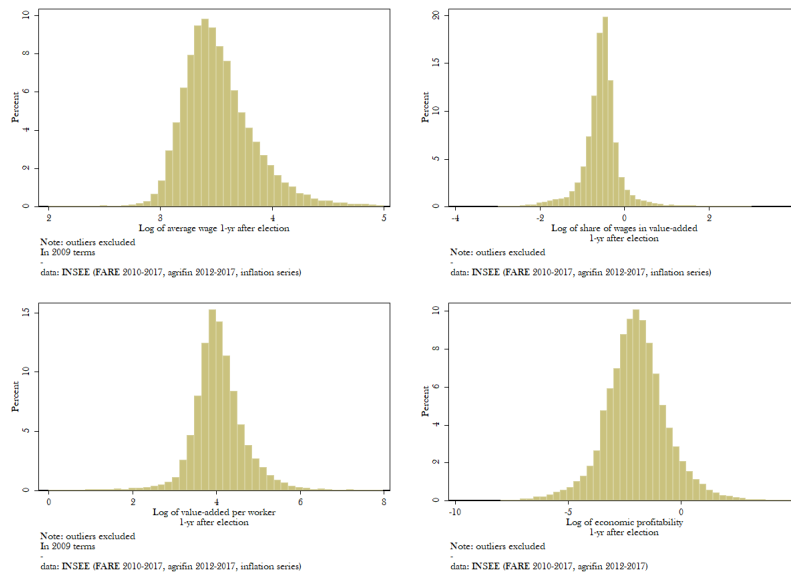 10
8
6
4
2
0
Percent
2 3 4 5
Log of average wage 1-yr after election
Note: outliers excluded
In 2009 terms
-
data: INSEE (FARE 2010-2017, agrifin 2012-2017, inflation series)
20
15
10
5
0
Percent
-4 -2 0 2
Log of share of wages in value-added
1-yr after election
Note: outliers excluded
-
data: INSEE (FARE 2010-2017, agrifin 2012-2017, inflation series)
15
10
5
0
Percent
0 2 4 6 8
Log of value-added per worker
1-yr after election
Note: outliers excluded
In 2009 terms
-
data: INSEE (FARE 2010-2017, agrifin 2012-2017, inflation series)
10
8
6
4
2
0
Percent
-10 -5 0
Log of economic profitability
1-yr after election
Note: outliers excluded
-
data: INSEE (FARE 2010-2017, agrifin 2012-2017)